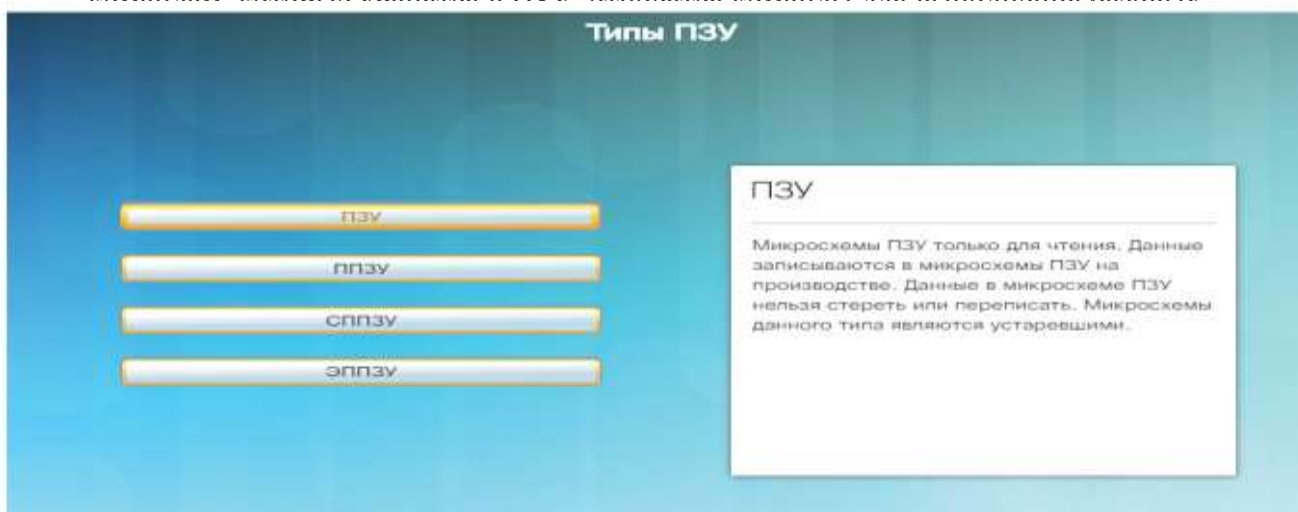 Типы ПЗУ
ПЗУ
ППЗУ
СППЗУ
ЭППЗУ
ПЗУ
Микросхемы ПЗУ только для чтения. Данные
записываются в микросхемы ПЗУ на
производстве. Данные в микросхеме ПЗУ
нельзя стереть или переписать. Микросхемы
данного типа являются устаревшими.